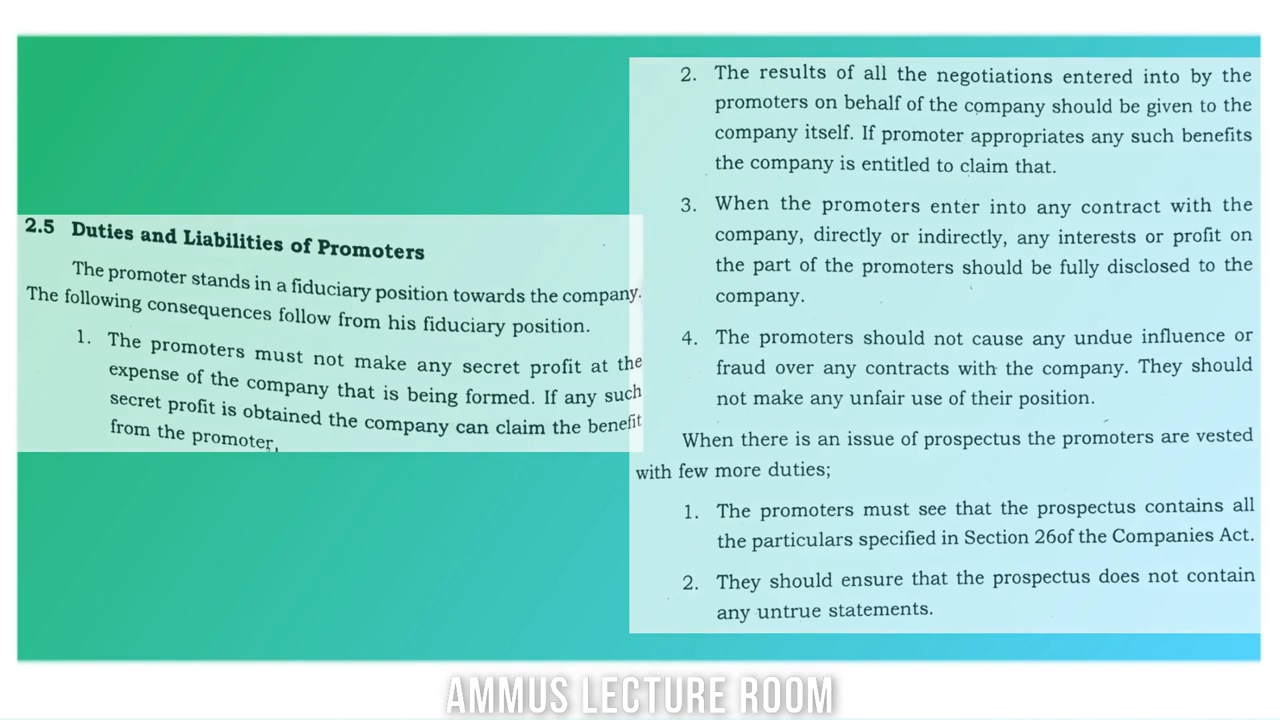 2.5 Duties and Liabilities of Promoters
The promoter stands in a fiduciary position towards the company.
The following consequences follow from his fiduciary position.
1. The promoters must not make any secret profit at the
expense of the company that is being formed. If any such
secret profit is obtained the company can claim the benefit
from the promoter.
2. The results of all the negotiations entered into by the
promoters on behalf of the company should be given to the
company itself. If promoter appropriates any such benefits
the company is entitled to claim that.
3. When the promoters enter into any contract with the
company, directly or indirectly, any interests or profit on
the part of the promoters should be fully disclosed to the
company.
4. The promoters should not cause any undue influence or
fraud over any contracts with the company. They should
not make any unfair use of their position.
When there is an issue of prospectus the promoters are vested
with few more duties;
1. The promoters must see that the prospectus contains all
the particulars specified in Section 26of the Companies Act.
2. They should ensure that the prospectus does not contain
any untrue statements.
AMMUS LECTURE ROOM